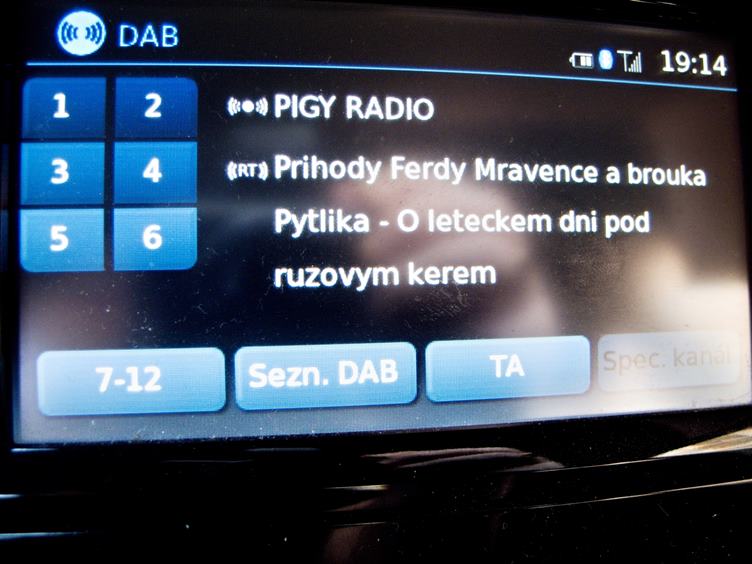 DAB
19:14
1 2
PIGY RADIO
3 4
RT Prihody Ferdy Mravence a brouka
Pytlika - O leteckem dni pod
5 6
ruzovym kerem
7-12 Sezn. DAB TA Spec. kanál